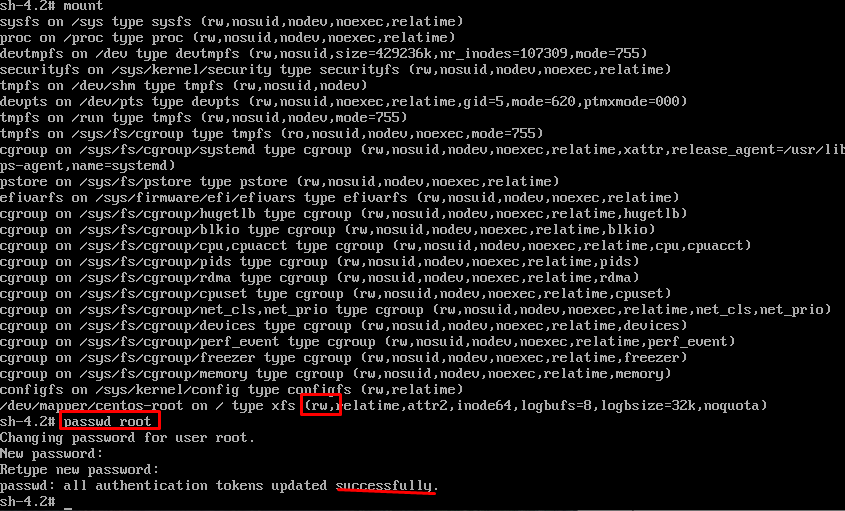 sh-4.2# mount
sysfs on /sys type sysfs (rw,nosuid,nodev,noexec,relatime)
proc on /proc type proc (rw,nosuid,nodev,noexec,relatime)
devtmpfs on /dev type devtmpfs (rw,nosuid,size=429236k,nr_inodes=107309,mode=755)
securityfs on /sys/kernel/security type securityfs (rw,nosuid,nodev,noexec,relatime)
tmpfs on /dev/shm type tmpfs (rw,nosuid,nodev)
devpts on /dev/pts type devpts (rw,nosuid,noexec,relatime,gid=5,mode=620,ptmxmode=000)
tmpfs on /run type tmpfs (rw,nosuid,nodev,mode=755)
tmpfs on /sys/fs/cgroup type tmpfs (ro,nosuid,nodev,noexec,mode=755)
cgroup on /sys/fs/cgroup/systemd type cgroup (rw,nosuid,nodev,noexec,relatime,xattr,release_agent=/usr/lib
ps-agent,name=systemd)
pstore on /sys/fs/pstore type pstore (rw,nosuid,nodev,noexec,relatime)
efivarfs on /sys/firmware/efi/efivars type efivarfs (rw,nosuid,nodev,noexec,relatime)
cgroup on /sys/fs/cgroup/hugetlb type cgroup (rw,nosuid,nodev,noexec,relatime,hugetlb)
cgroup on /sys/fs/cgroup/blkio type cgroup (rw,nosuid,nodev,noexec,relatime,blkio)
cgroup on /sys/fs/cgroup/cpu,cpuacct type cgroup (rw,nosuid,nodev,noexec,relatime,cpu,cpuacct)
cgroup on /sys/fs/cgroup/pids type cgroup (rw,nosuid,nodev,noexec,relatime,pids)
cgroup on /sys/fs/cgroup/rdma type cgroup (rw,nosuid,nodev,noexec,relatime,rdma)
cgroup on /sys/fs/cgroup/cpuset type cgroup (rw,nosuid,nodev,noexec,relatime,cpuset)
cgroup on /sys/fs/cgroup/net_cls,net_prio type cgroup (rw,nosuid,nodev,noexec,relatime,net_cls,net_prio)
cgroup on /sys/fs/cgroup/devices type cgroup (rw,nosuid,nodev,noexec,relatime,devices)
cgroup on /sys/fs/cgroup/perf_event type cgroup (rw,nosuid,nodev,noexec,relatime,perf_event)
cgroup on /sys/fs/cgroup/freezer type cgroup (rw,nosuid,nodev,noexec,relatime,freezer)
cgroup on /sys/fs/cgroup/memory type cgroup (rw,nosuid,nodev,noexec,relatime,memory)
configfs on /sys/kernel/config type configfs (rw,relatime)
/dev/mapper/centos-root on / type xfs (rw,relatime,attr2,inode64,logbufs=8,logbsize=32k,noquota)
sh-4.2# passwd root
Changing password for user root.
New password:
Retype new password:
passwd: all authentication tokens updated successfully.
sh-4.2# _